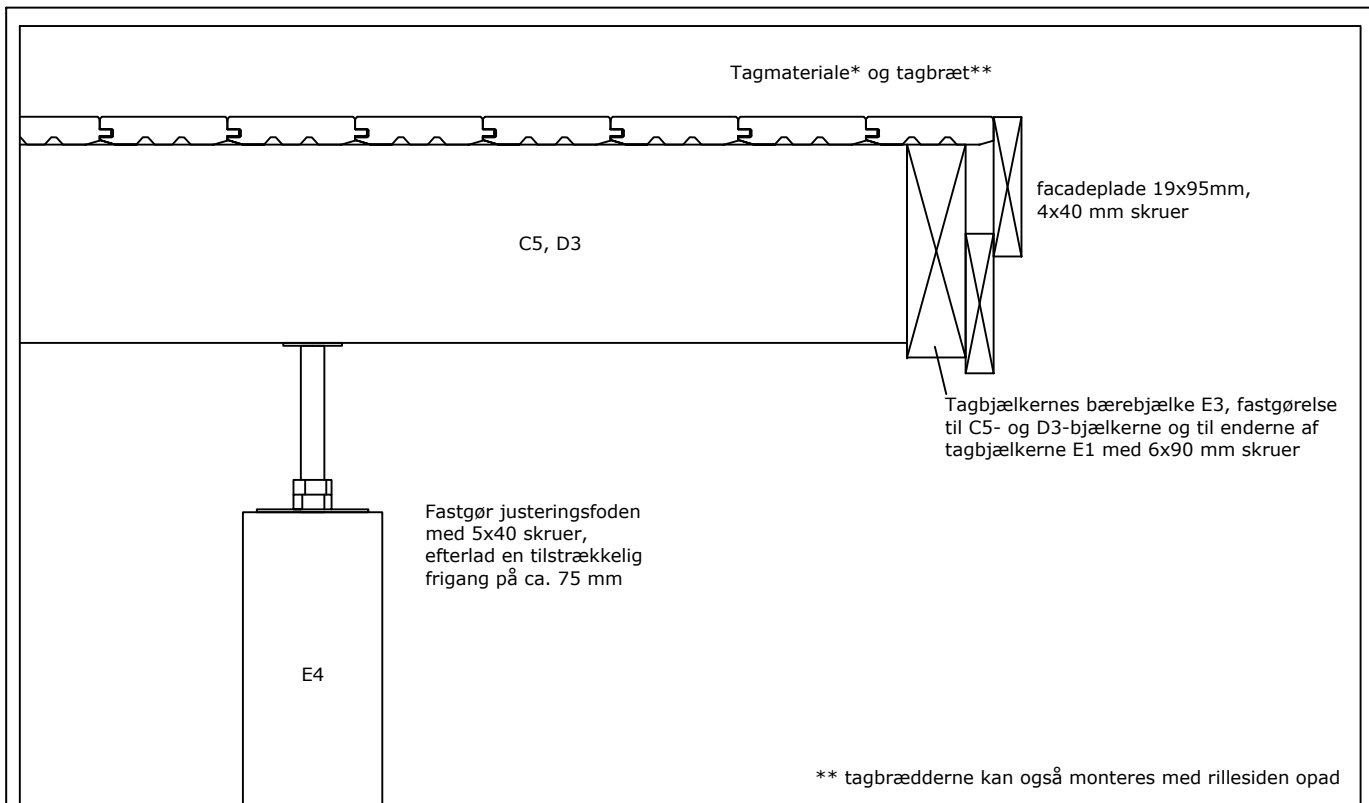 Tagmateriale* og tagbræt**
facadeplade 19x95mm,
4x40 mm skruer
C5, D3
Tagbjælkernes bærebjælke E3, fastgørelse
til C5- og D3-bjælkerne og til enderne af
tagbjælkerne E1 med 6x90 mm skruer
Fastgør justeringsfoden
med 5x40 skruer,
efterlad en tilstrækkelig
frigang på ca. 75 mm
E4
** tagbrædderne kan også monteres med rillesiden opad